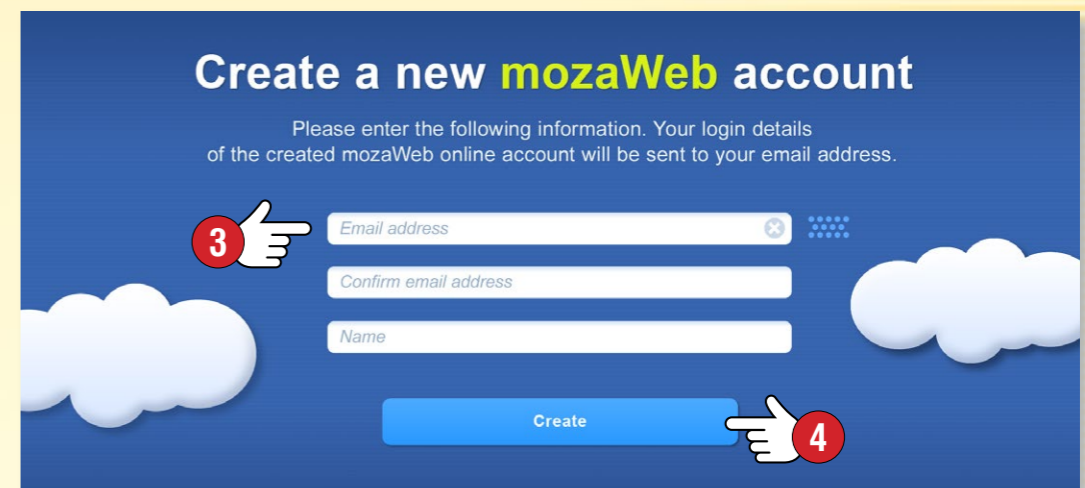 Create a new mozaWeb account
Please enter the following information. Your login details
of the created mozaWeb online account will be sent to your email address.
3
Email address
Confirm email address
Name
Create
4